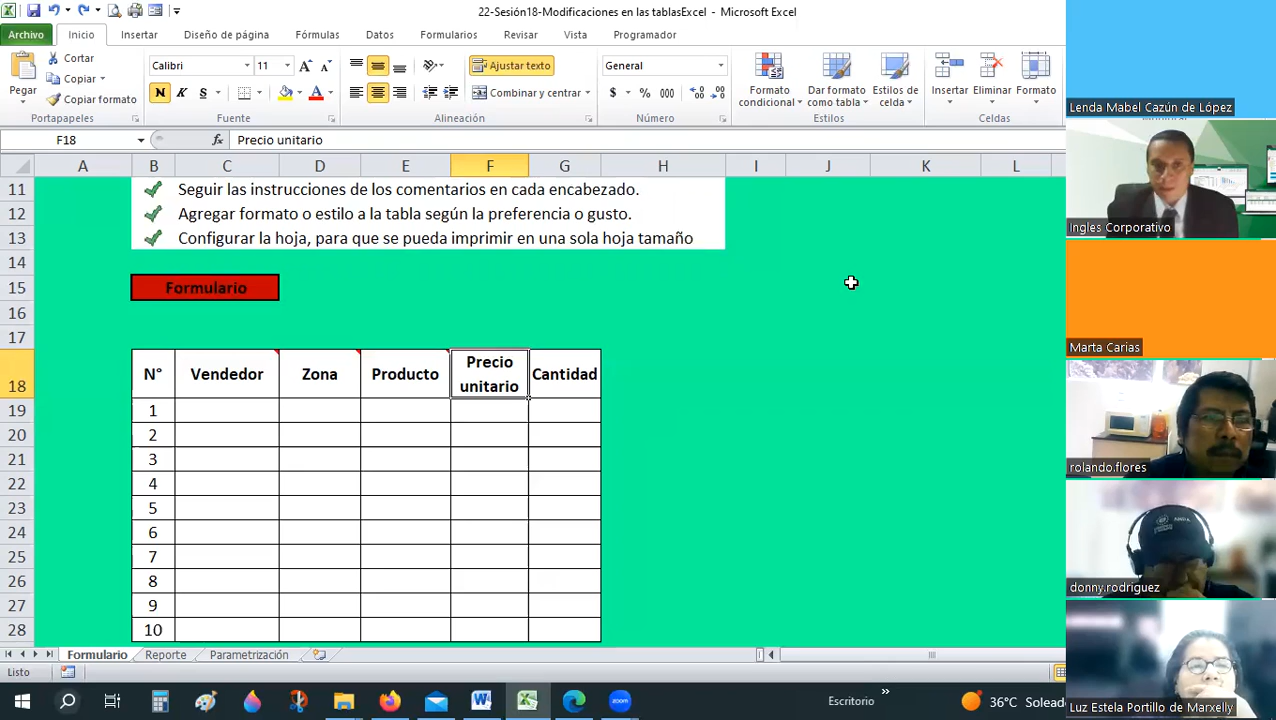 22-Sesión18-Modificaciones en las tablasExcel - Microsoft Excel
Archivo Inicio Insertar Diseño de página Fórmulas Datos Formularios Revisar Vista Programador
Pegar
Cortar
Copiar
Copiar formato
Portapapeles
Calibri 11
N K S
Fuente
Ajustar texto
Combinar y centrar
Alineación
General
$ % 000
Número
Formato condicional
Dar formato como tabla
Estilos de celda
Estilos
Insertar
Eliminar
Formato
Celdas
F18 fx Precio unitario
A B C D E F G H I J K L
11 Seguir las instrucciones de los comentarios en cada encabezado.
12 Agregar formato o estilo a la tabla según la preferencia o gusto.
13 Configurar la hoja, para que se pueda imprimir en una sola hoja tamaño
14
15 Formulario
16
17
18 N° Vendedor Zona Producto Precio unitario Cantidad
19 1
20 2
21 3
22 4
23 5
24 6
25 7
26 8
27 9
28 10
Formulario Reporte Parametrización
Listo
Escritorio
36°C Soleado
Lenda Mabel Cazún de López
Ingles Corporativo
Marta Carias
rolando.flores
donny.rodriguez
Luz Estela Portillo de Marxelly